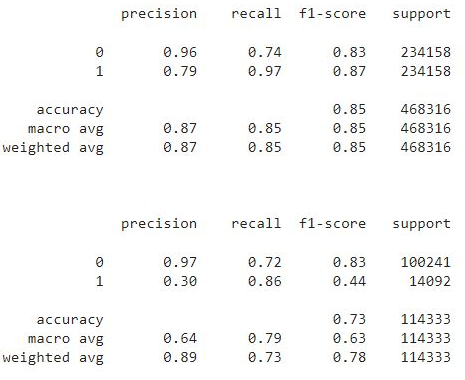 precision recall f1-score support
0 0.96 0.74 0.83 234158
1 0.79 0.97 0.87 234158
accuracy 0.85 468316
macro avg 0.87 0.85 0.85 468316
weighted avg 0.87 0.85 0.85 468316
precision recall f1-score support
0 0.97 0.72 0.83 100241
1 0.30 0.86 0.44 14092
accuracy 0.73 114333
macro avg 0.64 0.79 0.63 114333
weighted avg 0.89 0.73 0.78 114333